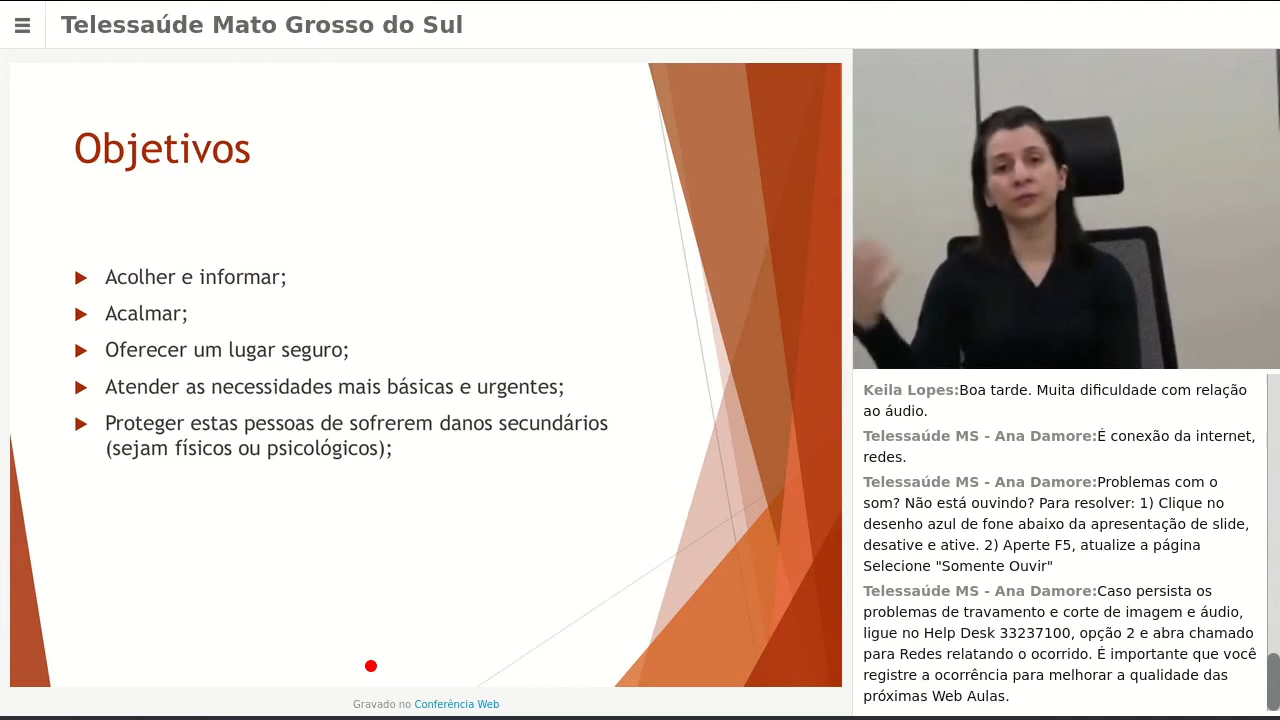 Telessaúde Mato Grosso do Sul
Objetivos
Acolher e informar;
Acalmar;
Oferecer um lugar seguro;
Atender as necessidades mais básicas e urgentes;
Proteger estas pessoas de sofrerem danos secundários
(sejam físicos ou psicológicos);
Gravado no Conferência Web
Keila Lopes:Boa tarde. Muita dificuldade com relação
ao áudio.
Telessaúde MS - Ana Damore:É conexão da internet,
redes.
Telessaúde MS - Ana Damore:Problemas com o
som? Não está ouvindo? Para resolver: 1) Clique no
desenho azul de fone abaixo da apresentação de slide,
desative e ative. 2) Aperte F5, atualize a página
Selecione "Somente Ouvir"
Telessaúde MS - Ana Damore:Caso persista os
problemas de travamento e corte de imagem e áudio,
ligue no Help Desk 33237100, opção 2 e abra chamado
para Redes relatando o ocorrido. É importante que você
registre a ocorrência para melhorar a qualidade das
próximas Web Aulas.